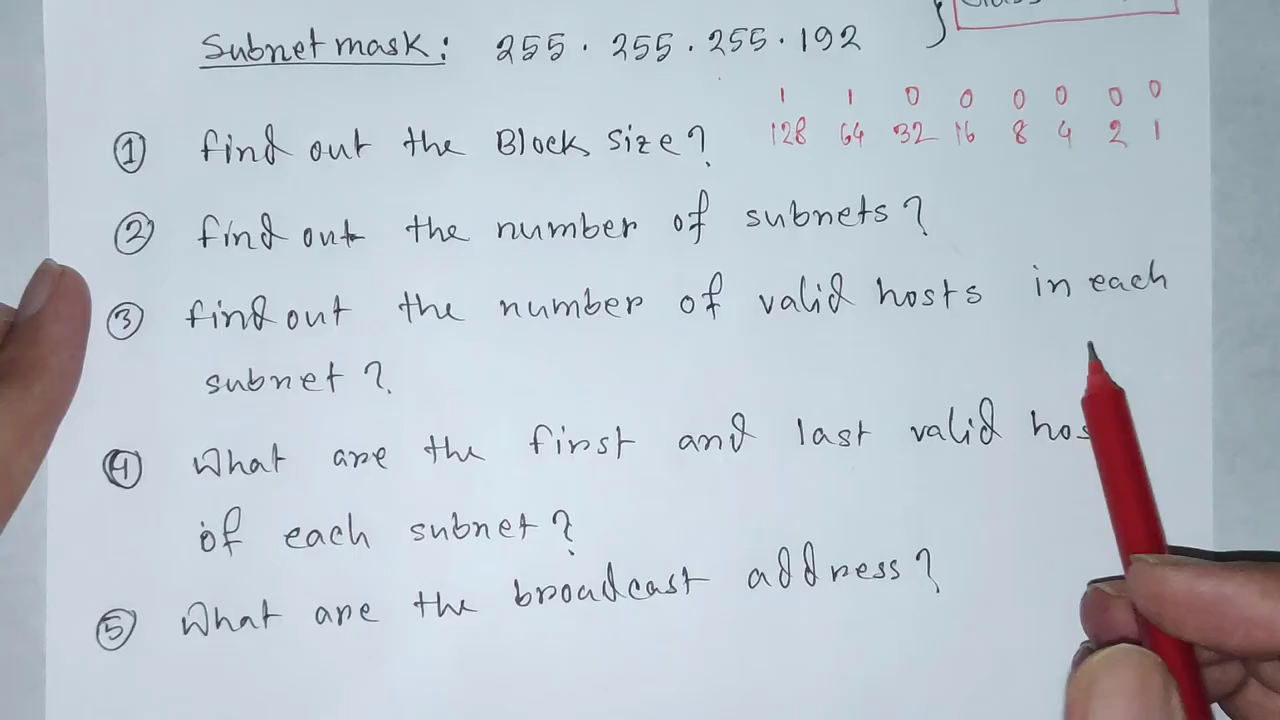 Subnet mask: 255.255.255.192
1 1 0 0 0 0 0 0
① find out the Block size? 128 64 32 16 8 4 2 1
② find out the number of subnets?
③ find out the number of valid hosts in each
subnet?
④ What are the first and last valid
of each subnet?
⑤ What are the broadcast address?